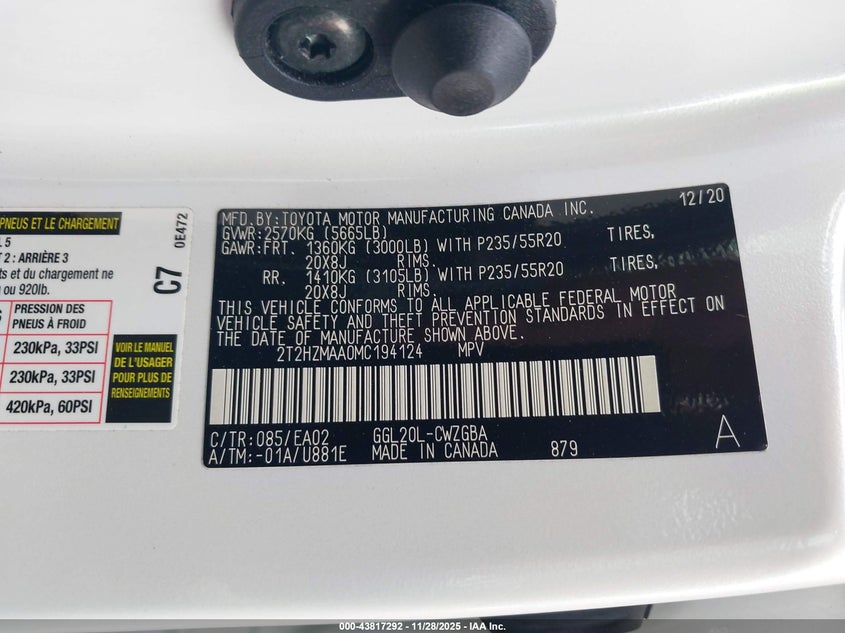 PNEUS ET LE CHARGEMENT
5
2 : ARRIÈRE 3
et du chargement ne
ou 920lb.
PRESSION DES
PNEUS À FROID
230kPa, 33PSI
230kPa, 33PSI
420kPa, 60PSI
VOIR LE MANUEL
DE L'USAGER
POUR PLUS DE
RENSEIGNEMENTS
C7
0E472
12/20
MFD.BY:TOYOTA MOTOR MANUFACTURING CANADA INC.
GVWR:2570KG (5665LB)
GAWR:FRT. 1360KG (3000LB) WITH P235/55R20 TIRES,
20X8J RIMS.
RR. 1410KG (3105LB) WITH P235/55R20 TIRES,
20X8J RIMS.
THIS VEHICLE CONFORMS TO ALL APPLICABLE FEDERAL MOTOR
VEHICLE SAFETY AND THEFT PREVENTION STANDARDS IN EFFECT ON
THE DATE OF MANUFACTURE SHOWN ABOVE.
2T2HZMAA0MC194124 MPV
C/TR:085/EA02 GGL20L-CWZGBA
A/TM:-01A/U881E MADE IN CANADA 879
A
000-43817292 - 11/28/2025 - IAA Inc.